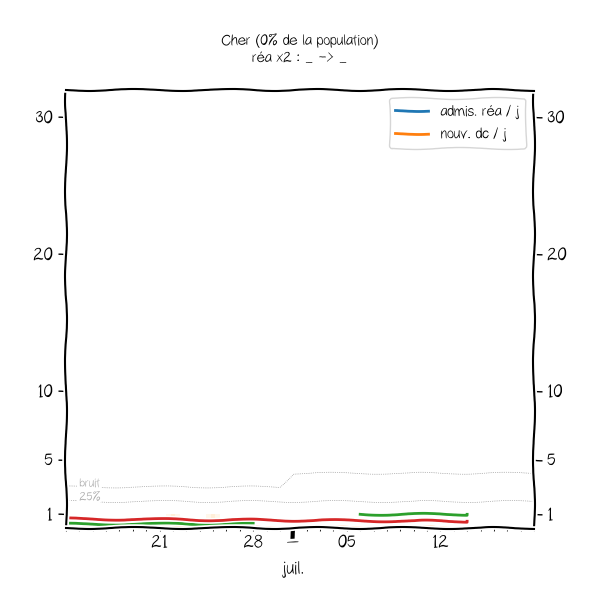 Cher (0% de la population)
réa x2 : _ -> _
admis. réa / j
nouv. dc / j
30
30
20
20
10
10
5
5
bruit
25%
1
1
21
28
05
12
juil.